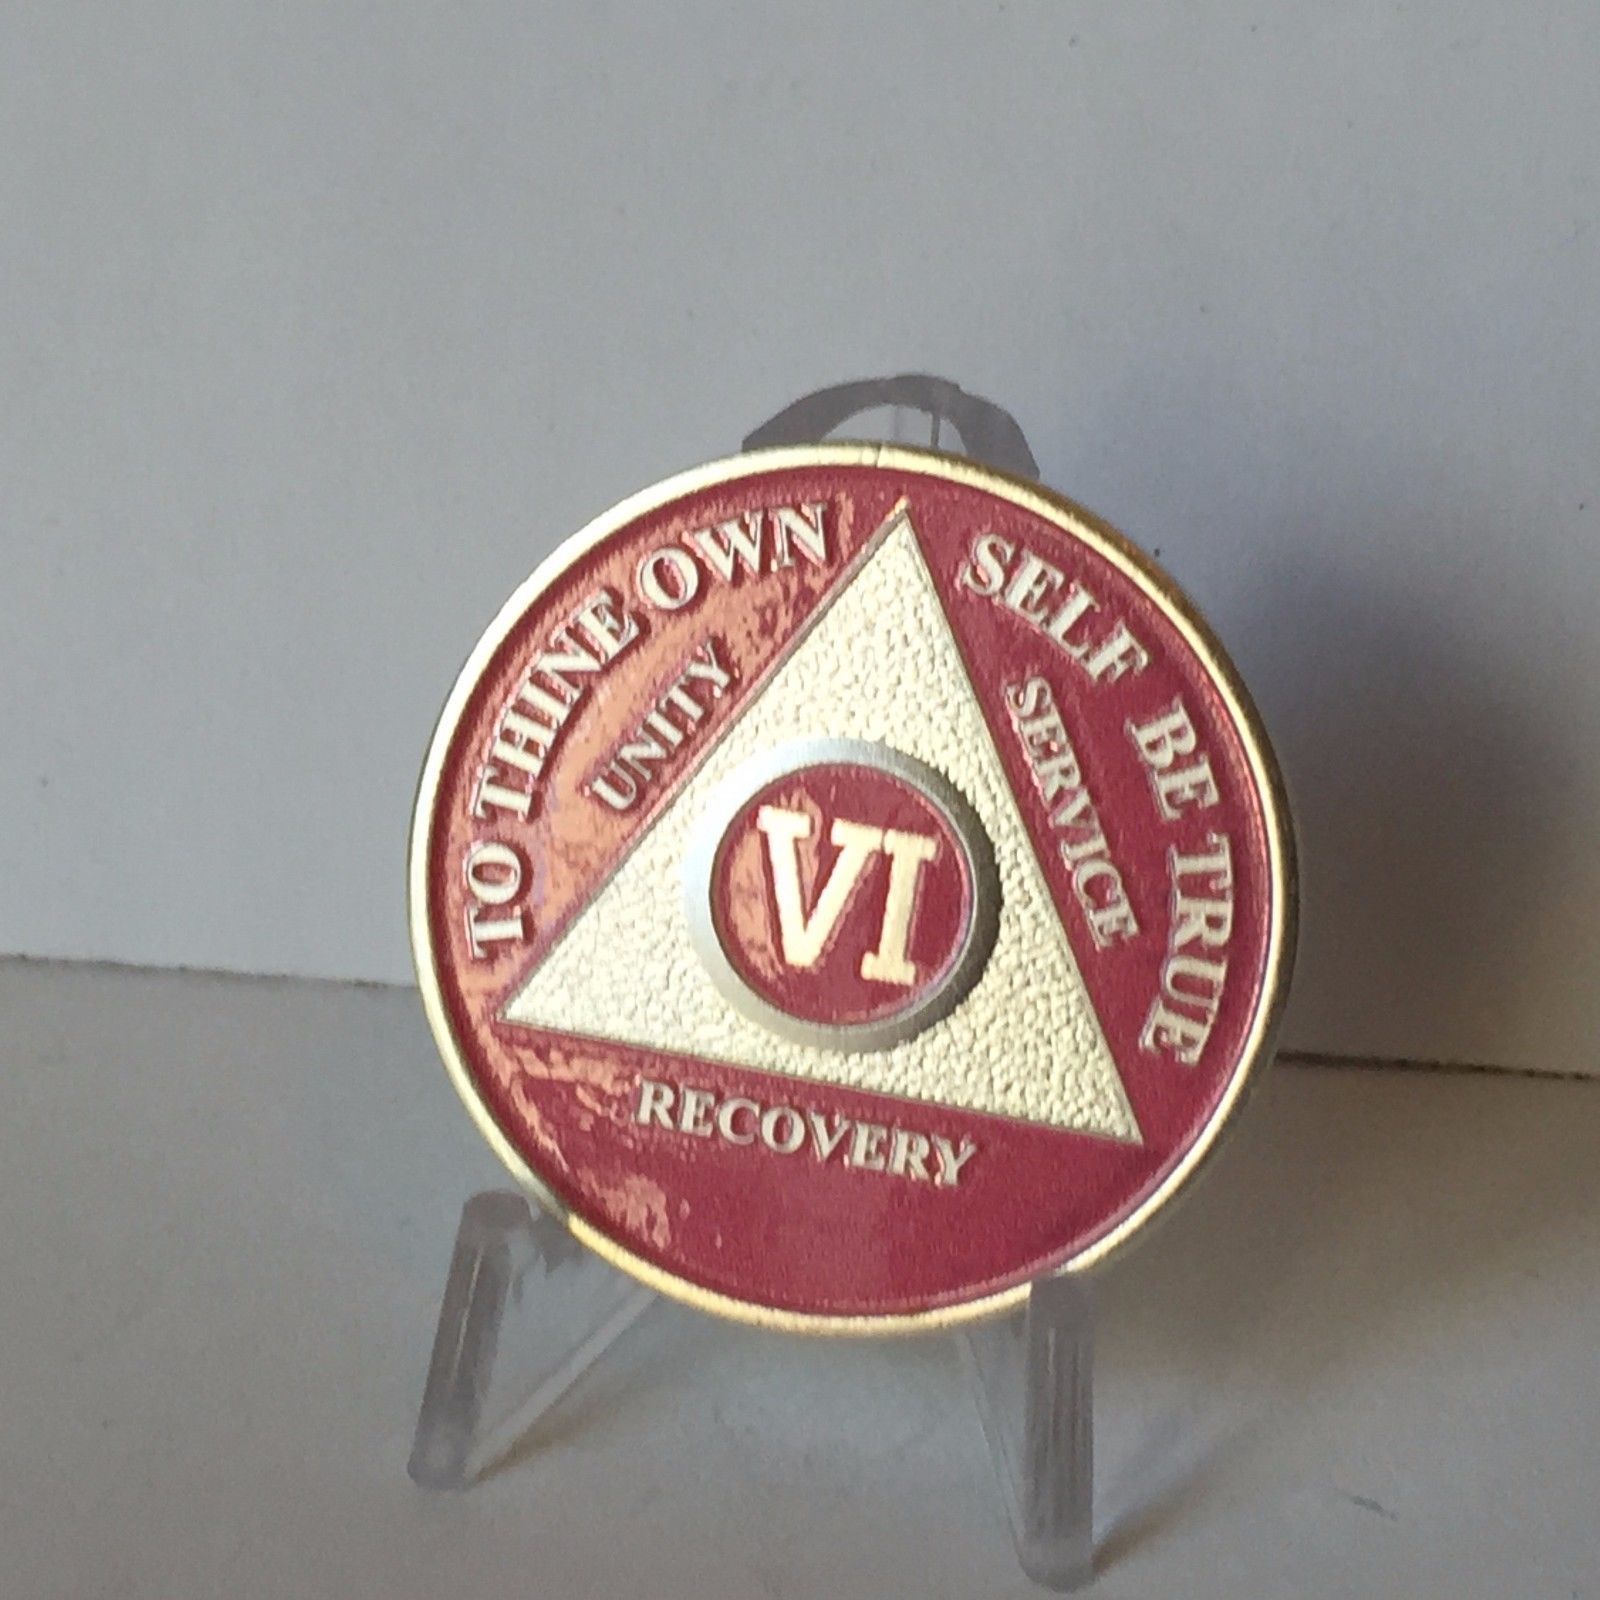 TO THINE OWN SELF BE TRUE
UNITY
SERVICE
VI
RECOVERY